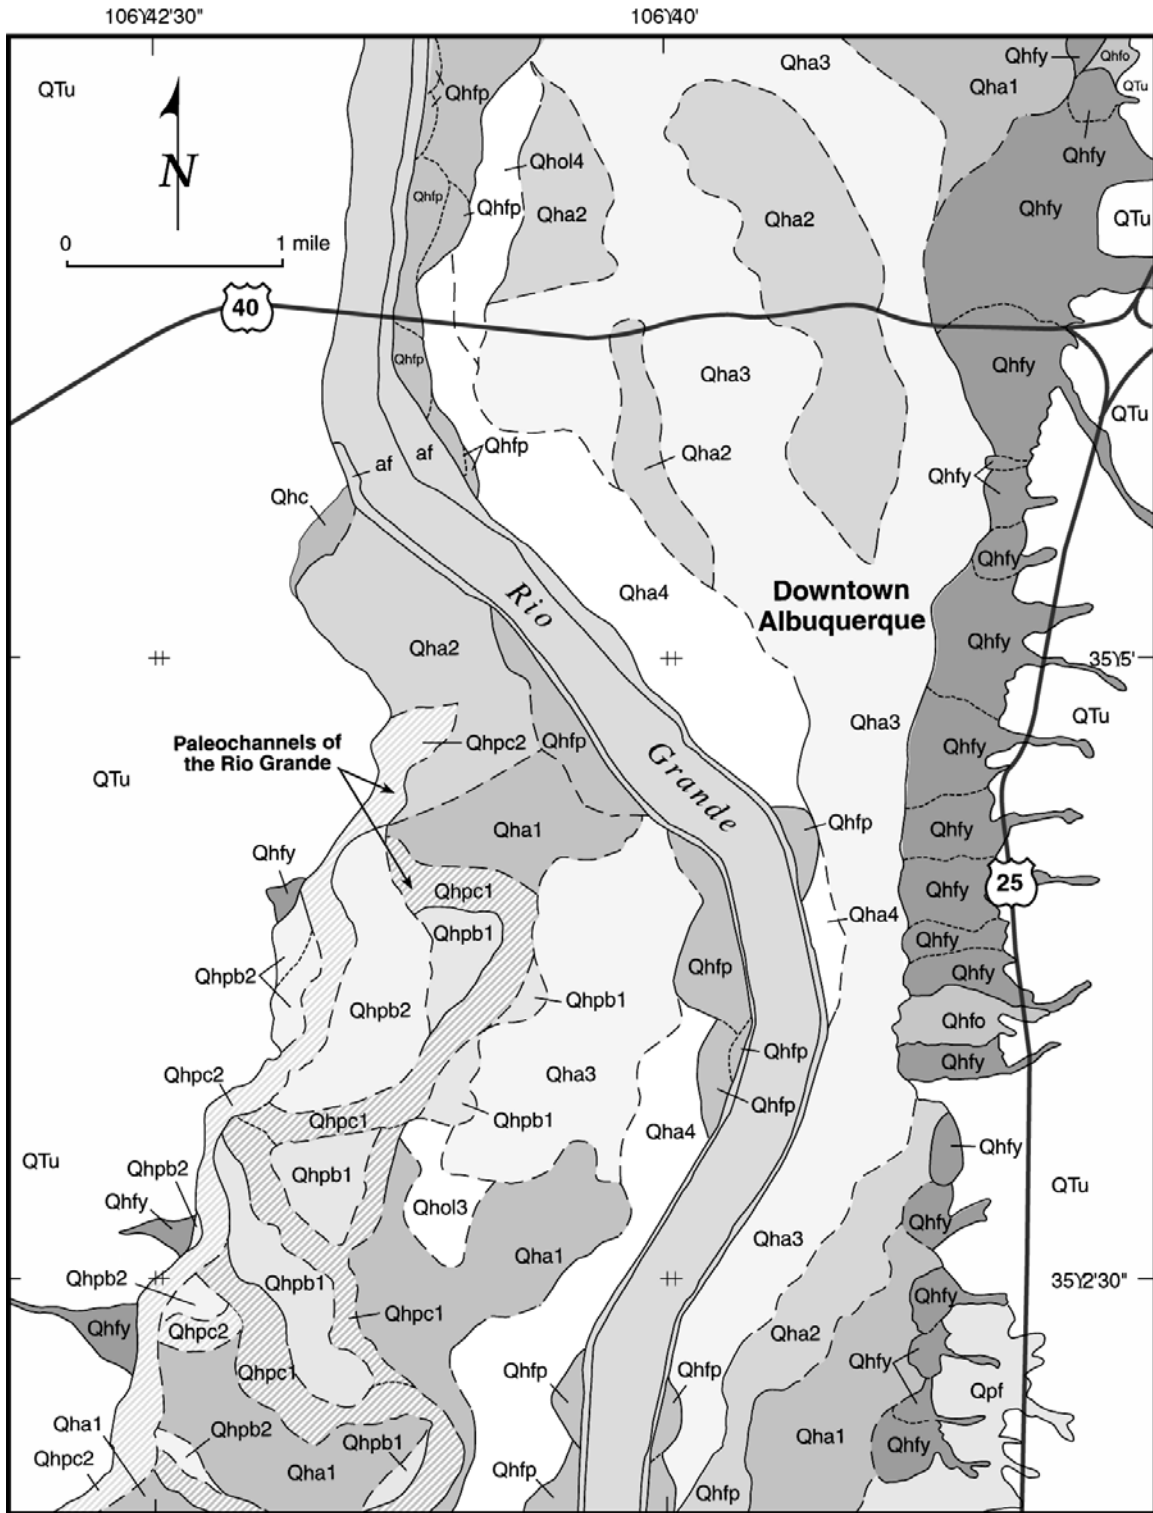 106°42'30"
106°40'
QTu
Qhfp
Qha3
Qhfy
Qhfo
Qha1
QTu
N
Qhol4
Qhfy
Qhfp
Qhfp
Qha2
Qha2
Qhfy
QTu
0
1 mile
40
Qhfp
Qha3
Qhfy
QTu
Qhfp
Qha2
af
af
Qhfy
Qhc
Qhfy
Rio
Qha4
Downtown
Albuquerque
Qha2
Qhfy
35°5'
Qha3
QTu
Paleochannels of
the Rio Grande
Qhpc2
Qhfp
Grande
Qhfy
QTu
Qha1
Qhfp
Qhfy
Qhfy
Qhpc1
Qhfy
25
Qhpb1
Qha4
Qhfy
Qhpb2
Qhfp
Qhfy
Qhpb2
Qhpb1
Qhfo
Qhfp
Qhfy
Qhpc2
Qha3
Qhfp
Qhpc1
Qhpb1
Qha4
Qhfy
QTu
Qhpb2
Qhpb1
QTu
Qhfy
Qhol3
Qhfy
Qha3
Qha1
Qhpb2
Qhpb1
35°2'30"
Qhfy
Qhpc1
Qhfy
Qhpc2
Qha2
Qhpc1
Qhfp
Qhfp
Qhfy
Qpf
Qha1
Qhpb2
Qhpb1
Qha1
Qhfy
Qhpc2
Qha1
Qhfp
Qhfp